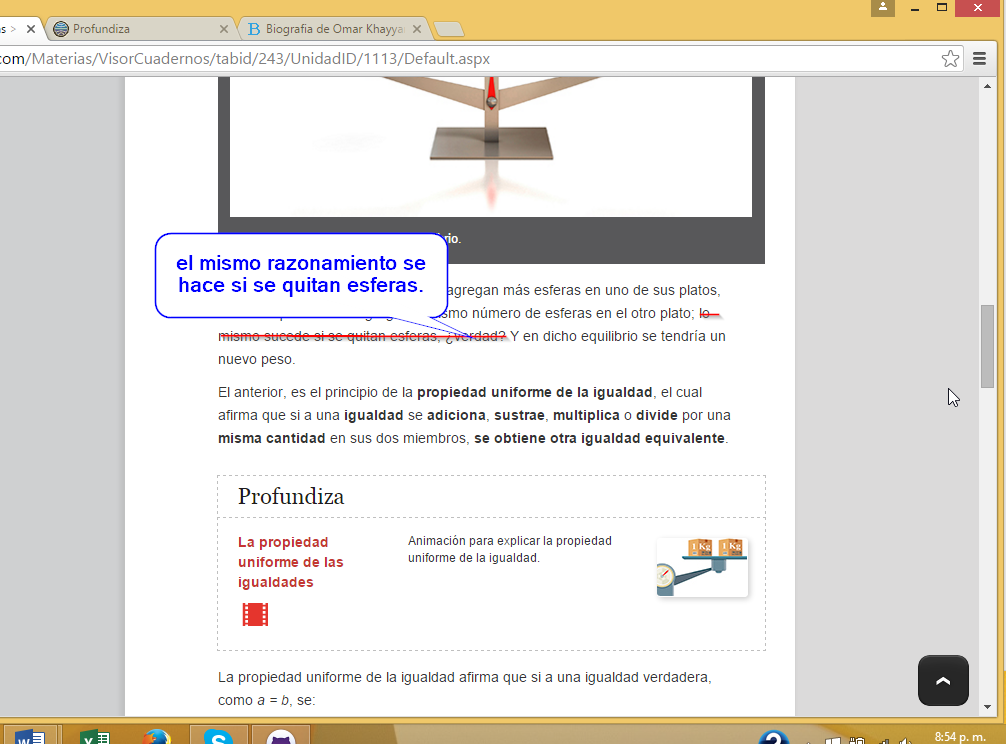 s >
Profundiza
Biografia de Omar Khayya
com/Materias/VisorCuadernos/tabid/243/UnidadID/1113/Default.aspx
rio.
el mismo razonamiento se
hace si se quitan esferas.
agregan más esferas en uno de sus platos,
smo número de esferas en el otro plato; lo
mismo sucede si se quitan esferas, ¿verdad? Y en dicho equilibrio se tendría un
nuevo peso.
El anterior, es el principio de la propiedad uniforme de la igualdad, el cual
afirma que si a una igualdad se adiciona, sustrae, multiplica o divide por una
misma cantidad en sus dos miembros, se obtiene otra igualdad equivalente.
Profundiza
La propiedad
uniforme de las
igualdades
Animación para explicar la propiedad
uniforme de la igualdad.
1 Kg 1 Kg
La propiedad uniforme de la igualdad afirma que si a una igualdad verdadera,
como a = b, se:
8:54 p. m.